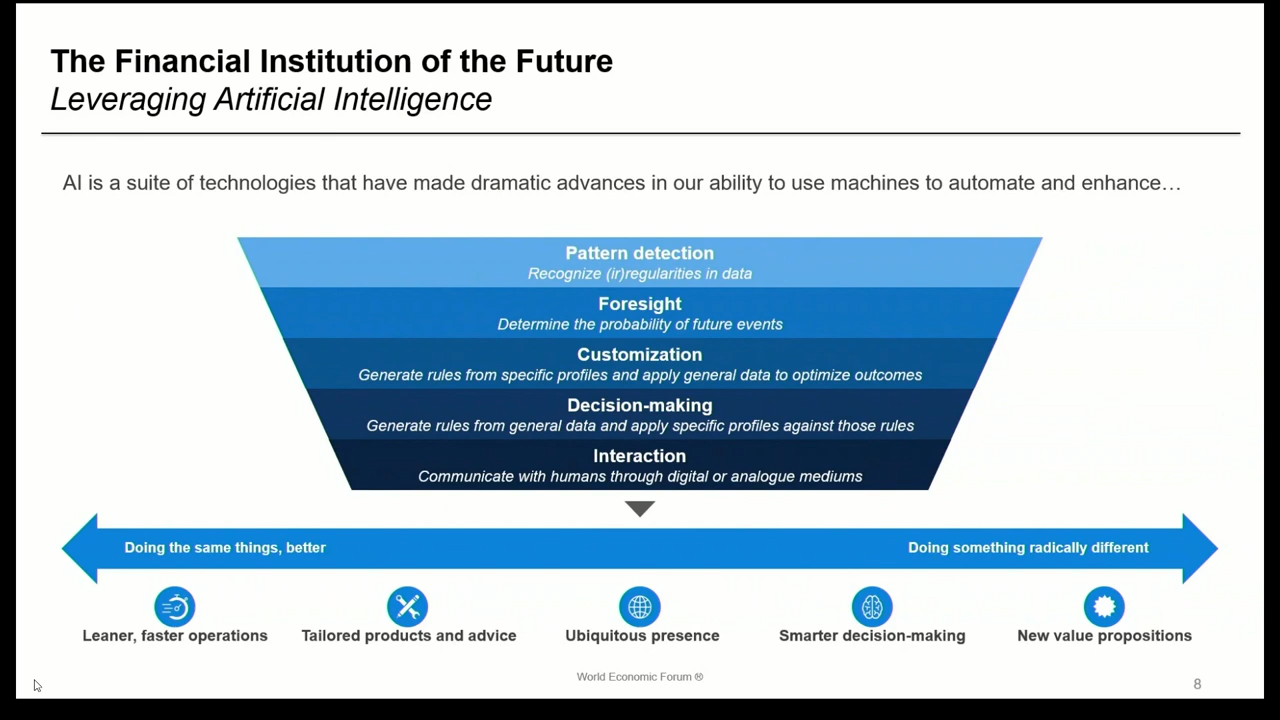 The Financial Institution of the Future
Leveraging Artificial Intelligence
AI is a suite of technologies that have made dramatic advances in our ability to use machines to automate and enhance…
Pattern detection
Recognize (ir)regularities in data
Foresight
Determine the probability of future events
Customization
Generate rules from specific profiles and apply general data to optimize outcomes
Decision-making
Generate rules from general data and apply specific profiles against those rules
Interaction
Communicate with humans through digital or analogue mediums
Doing the same things, better
Doing something radically different
Leaner, faster operations
Tailored products and advice
Ubiquitous presence
Smarter decision-making
New value propositions
World Economic Forum ®
8